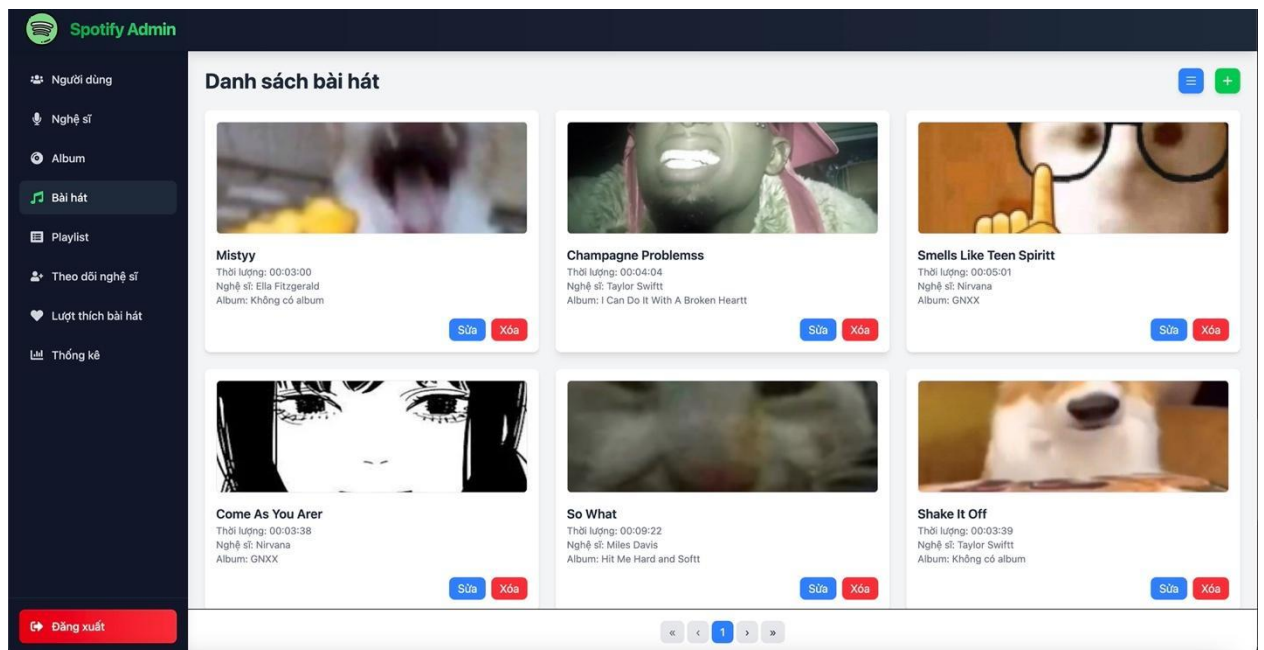 Spotify Admin
Người dùng
Nghệ sĩ
Album
Bài hát
Playlist
Theo dõi nghệ sĩ
Lượt thích bài hát
Thống kê
Đăng xuất
Danh sách bài hát
Mistyy
Thời lượng: 00:03:00
Nghệ sĩ: Ella Fitzgerald
Album: Không có album
Sửa Xóa
Champagne Problemss
Thời lượng: 00:04:04
Nghệ sĩ: Taylor Swiftt
Album: I Can Do It With A Broken Heartt
Sửa Xóa
Smells Like Teen Spiritt
Thời lượng: 00:05:01
Nghệ sĩ: Nirvana
Album: GNXX
Sửa Xóa
Come As You Arer
Thời lượng: 00:03:38
Nghệ sĩ: Nirvana
Album: GNXX
Sửa Xóa
So What
Thời lượng: 00:09:22
Nghệ sĩ: Miles Davis
Album: Hit Me Hard and Softt
Sửa Xóa
Shake It Off
Thời lượng: 00:03:39
Nghệ sĩ: Taylor Swiftt
Album: Không có album
Sửa Xóa
« ‹ 1 › »